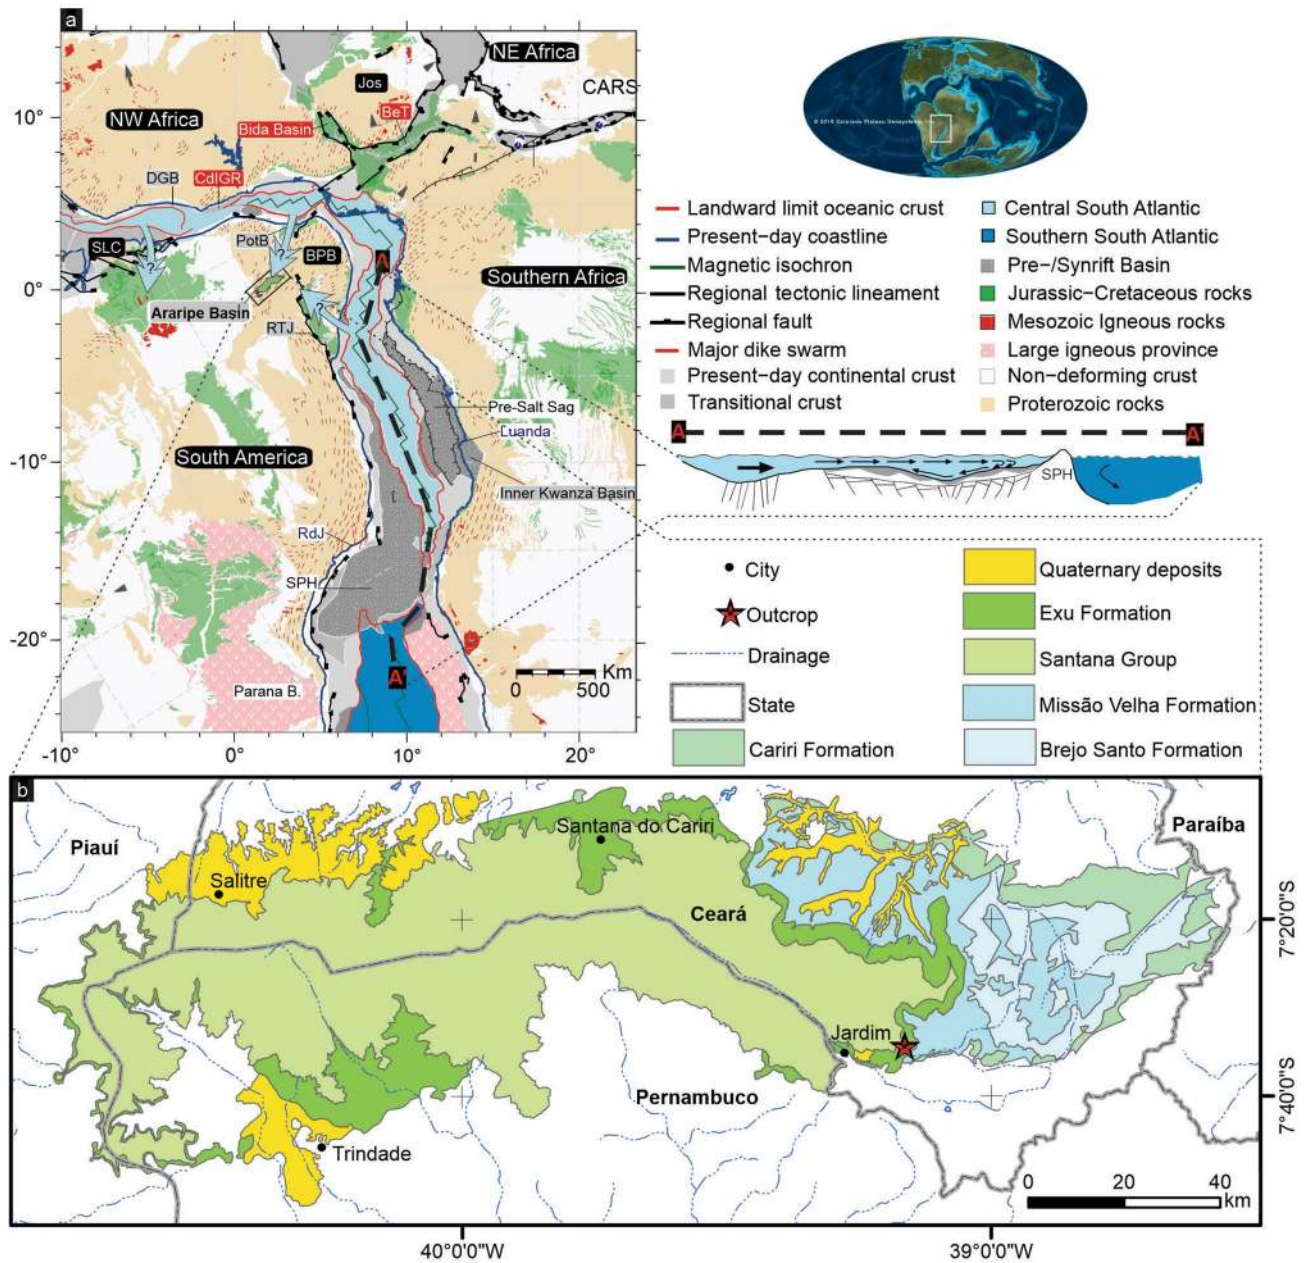 a
NE Africa
Jos
CARS
10°
NW Africa
BeT
Bida Basin
DGB
CdIGR
SLC
PotB
BPB
A
Southern Africa
0°
Araripe Basin
RTJ
Pre-Salt Sag
Luanda
South America
-10°
Inner Kwanza Basin
RdJ
SPH
-20°
Parana B.
A'
Km
0 500
-10° 0° 10° 20°
© 2016 Colorado Plateau Geosystems
Landward limit oceanic crust
Present-day coastline
Magnetic isochron
Regional tectonic lineament
Regional fault
Major dike swarm
Present-day continental crust
Transitional crust
Central South Atlantic
Southern South Atlantic
Pre-/Synrift Basin
Jurassic-Cretaceous rocks
Mesozoic Igneous rocks
Large igneous province
Non-deforming crust
Proterozoic rocks
A A'
SPH
City
Outcrop
Drainage
State
Cariri Formation
Quaternary deposits
Exu Formation
Santana Group
Missão Velha Formation
Brejo Santo Formation
b
Piauí
Santana do Cariri
Paraíba
Salitre
Ceará
7°20'0"S
Jardim
Pernambuco
7°40'0"S
Trindade
0 20 40
km
40°0'0"W 39°0'0"W